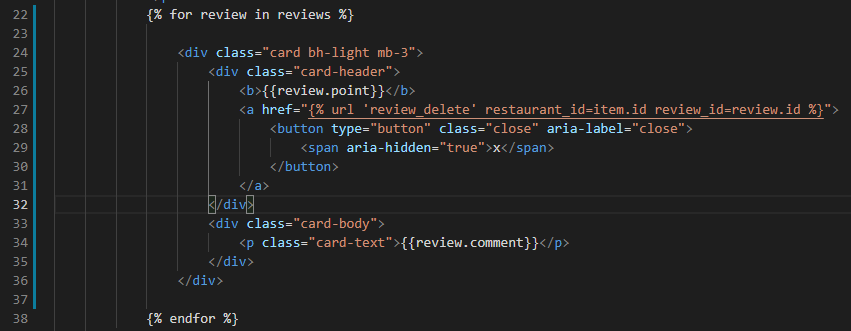 22 {% for review in reviews %}
23
24 <div class="card bh-light mb-3">
25 <div class="card-header">
26 <b>{{review.point}}</b>
27 <a href="{% url 'review_delete' restaurant_id=item.id review_id=review.id %}">
28 <button type="button" class="close" aria-label="close">
29 <span aria-hidden="true">x</span>
30 </button>
31 </a>
32 </div>
33 <div class="card-body">
34 <p class="card-text">{{review.comment}}</p>
35 </div>
36 </div>
37
38 {% endfor %}